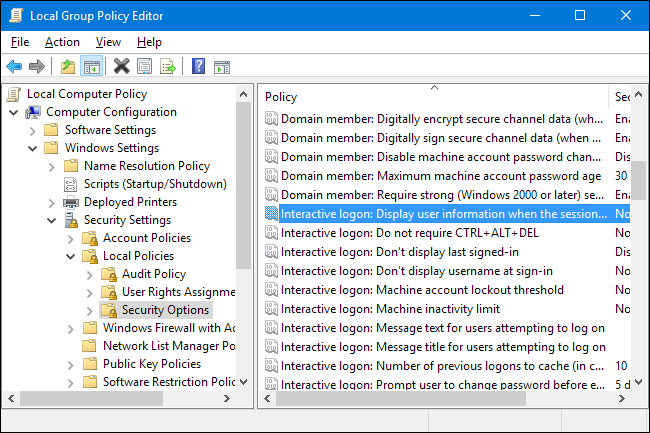 Local Group Policy Editor
File Action View Help
Local Computer Policy
Computer Configuration
Software Settings
Windows Settings
Name Resolution Policy
Scripts (Startup/Shutdown)
Deployed Printers
Security Settings
Account Policies
Local Policies
Audit Policy
User Rights Assignme
Security Options
Windows Firewall with Ad
Network List Manager Po
Public Key Policies
Software Restriction Polic
Policy Sec
Domain member: Digitally encrypt secure channel data (wh... Ena
Domain member: Digitally sign secure channel data (when ... Ena
Domain member: Disable machine account password chan... Disa
Domain member: Maximum machine account password age 30
Domain member: Require strong (Windows 2000 or later) se... Ena
Interactive logon: Display user information when the session... No
Interactive logon: Do not require CTRL+ALT+DEL No
Interactive logon: Don't display last signed-in Dis
Interactive logon: Don't display username at sign-in No
Interactive logon: Machine account lockout threshold No
Interactive logon: Machine inactivity limit No
Interactive logon: Message text for users attempting to log on
Interactive logon: Message title for users attempting to log on
Interactive logon: Number of previous logons to cache (in c... 10
Interactive logon: Prompt user to change password before e... 5 d